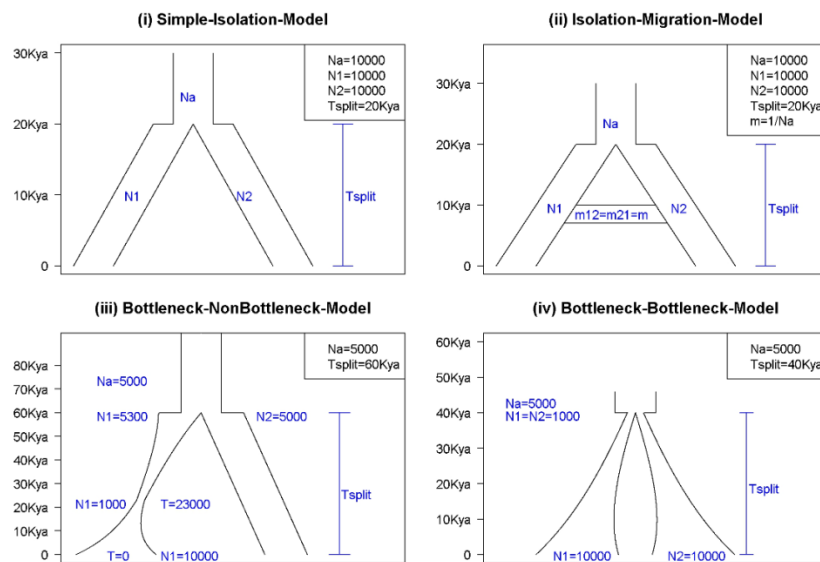 (i) Simple-Isolation-Model
30Kya
20Kya
10Kya
0
Na=10000
N1=10000
N2=10000
Tsplit=20Kya
Na
N1
N2
Tsplit
(ii) Isolation-Migration-Model
30Kya
20Kya
10Kya
0
Na=10000
N1=10000
N2=10000
Tsplit=20Kya
m=1/Na
Na
N1
N2
m12=m21=m
Tsplit
(iii) Bottleneck-NonBottleneck-Model
80Kya
70Kya
60Kya
50Kya
40Kya
30Kya
20Kya
10Kya
0
Na=5000
Tsplit=60Kya
Na=5000
N1=5300
N2=5000
N1=1000
T=23000
Tsplit
T=0
N1=10000
(iv) Bottleneck-Bottleneck-Model
60Kya
50Kya
40Kya
30Kya
20Kya
10Kya
0
Na=5000
Tsplit=40Kya
Na=5000
N1=N2=1000
Tsplit
N1=10000
N2=10000